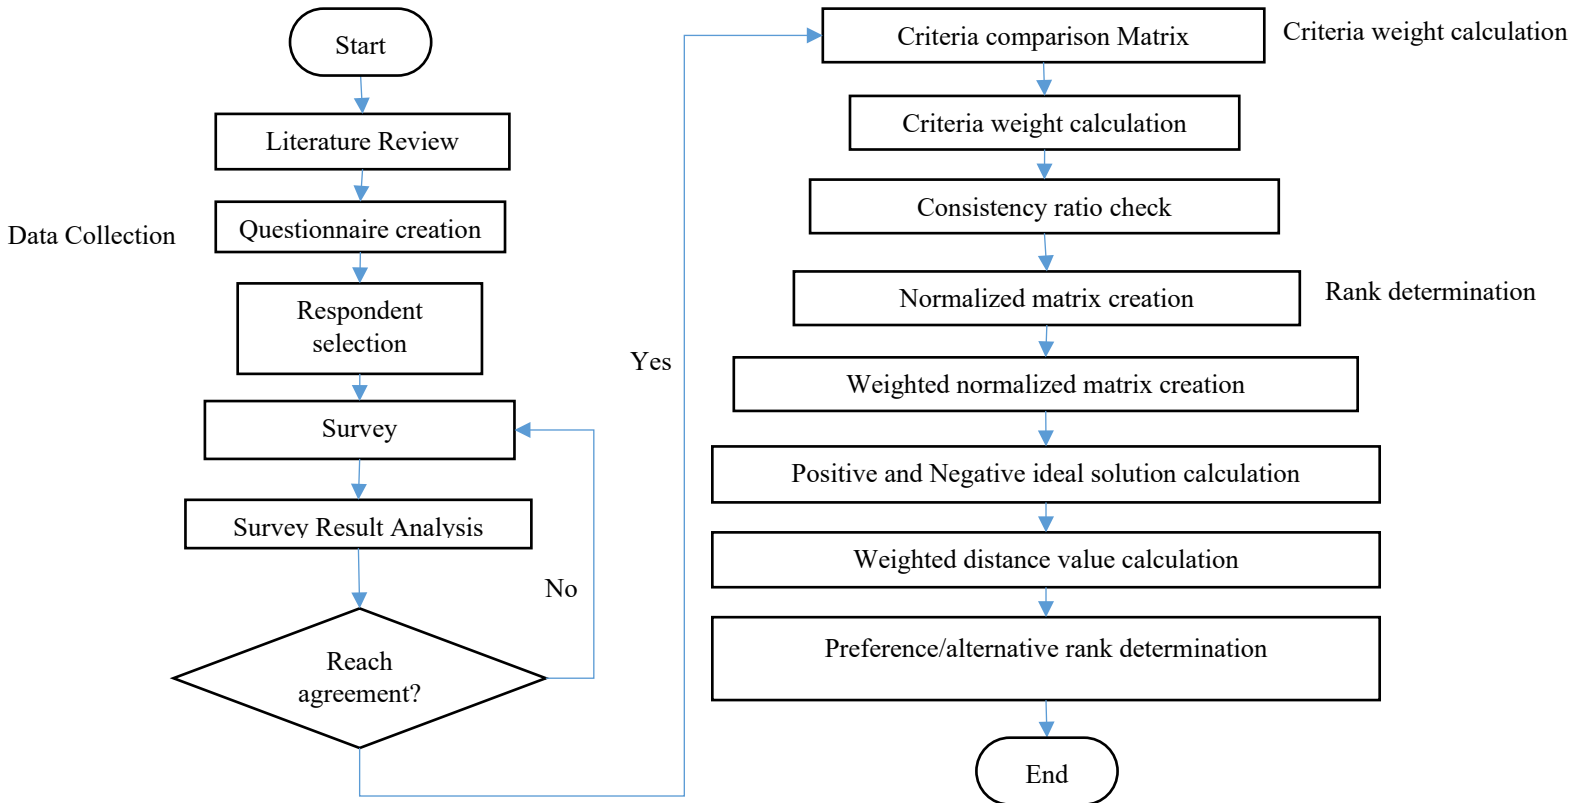 Start
Literature Review
Data Collection
Questionnaire creation
Respondent
selection
Survey
Survey Result Analysis
No
Reach
agreement?
Yes
Criteria comparison Matrix
Criteria weight calculation
Criteria weight calculation
Consistency ratio check
Normalized matrix creation
Rank determination
Weighted normalized matrix creation
Positive and Negative ideal solution calculation
Weighted distance value calculation
Preference/alternative rank determination
End